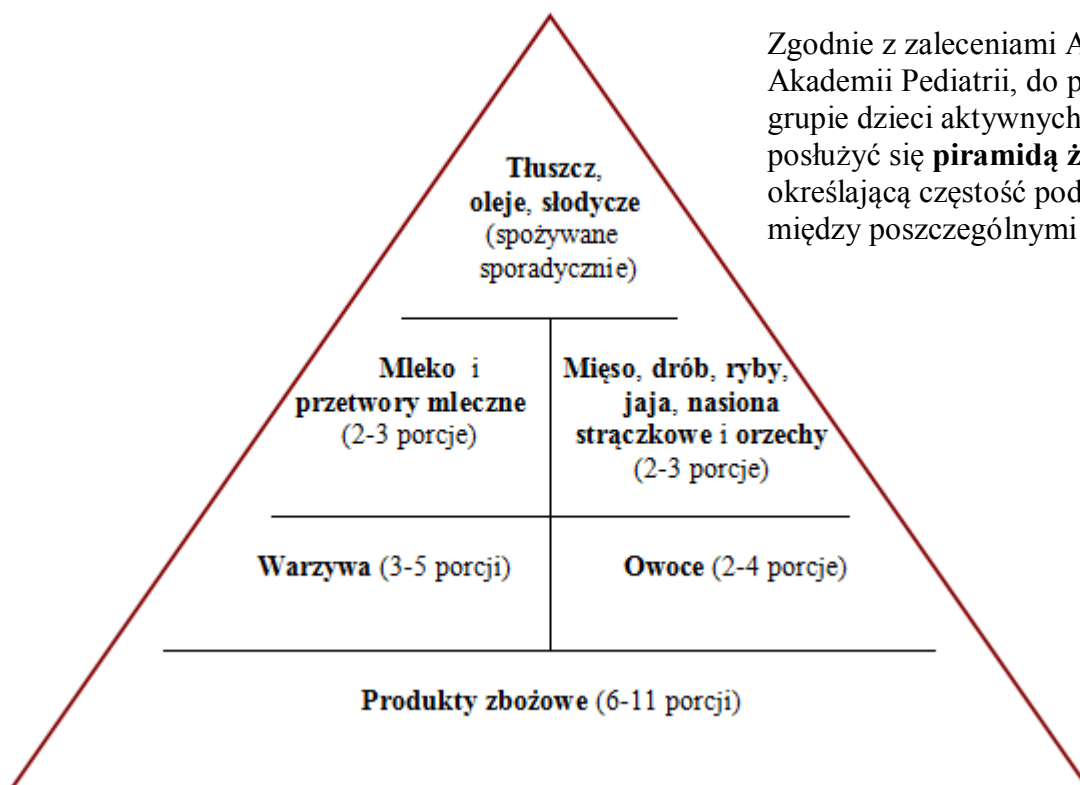 Zgodnie z zaleceniami A
Akademii Pediatrii, do p
grupie dzieci aktywnych
posłużyć się piramidą ż
określającą częstość pod
między poszczególnymi
Tłuszcz,
oleje, słodycze
(spożywane
sporadycznie)
Mleko i
przetwory mleczne
(2-3 porcje)
Mięso, drób, ryby,
jaja, nasiona
strączkowe i orzechy
(2-3 porcje)
Warzywa (3-5 porcji)
Owoce (2-4 porcje)
Produkty zbożowe (6-11 porcji)